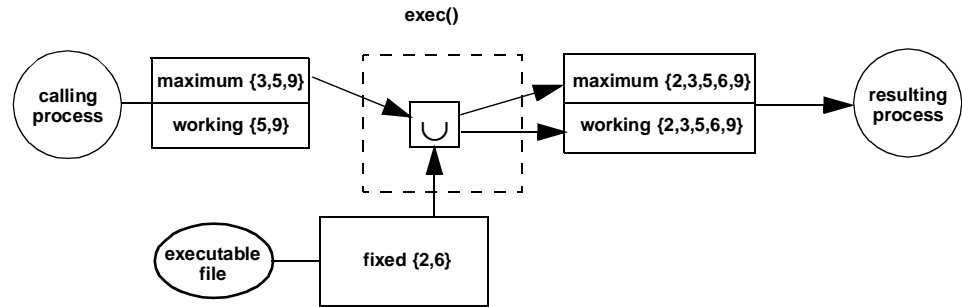 exec()
calling
process
maximum {3,5,9}
working {5,9}
∪
maximum {2,3,5,6,9}
working {2,3,5,6,9}
resulting
process
executable
file
fixed {2,6}